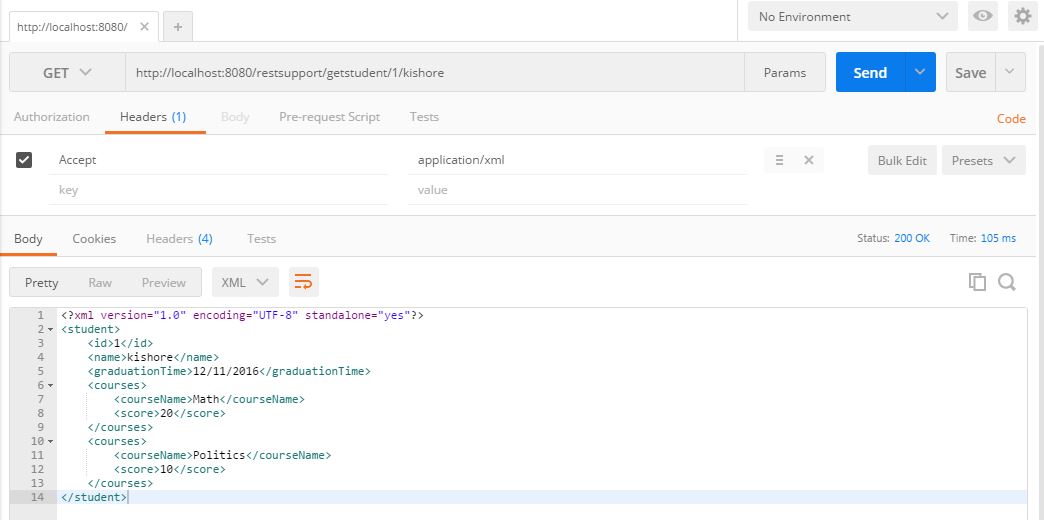 http://localhost:8080/
No Environment
GET http://localhost:8080/restsupport/getstudent/1/kishore Params Send Save
Authorization Headers (1) Body Pre-request Script Tests Code
Accept application/xml Bulk Edit Presets
key value
Body Cookies Headers (4) Tests Status: 200 OK Time: 105 ms
Pretty Raw Preview XML
1 <?xml version="1.0" encoding="UTF-8" standalone="yes"?>
2 <student>
3 <id>1</id>
4 <name>kishore</name>
5 <graduationTime>12/11/2016</graduationTime>
6 <courses>
7 <courseName>Math</courseName>
8 <score>20</score>
9 </courses>
10 <courses>
11 <courseName>Politics</courseName>
12 <score>10</score>
13 </courses>
14 </student>